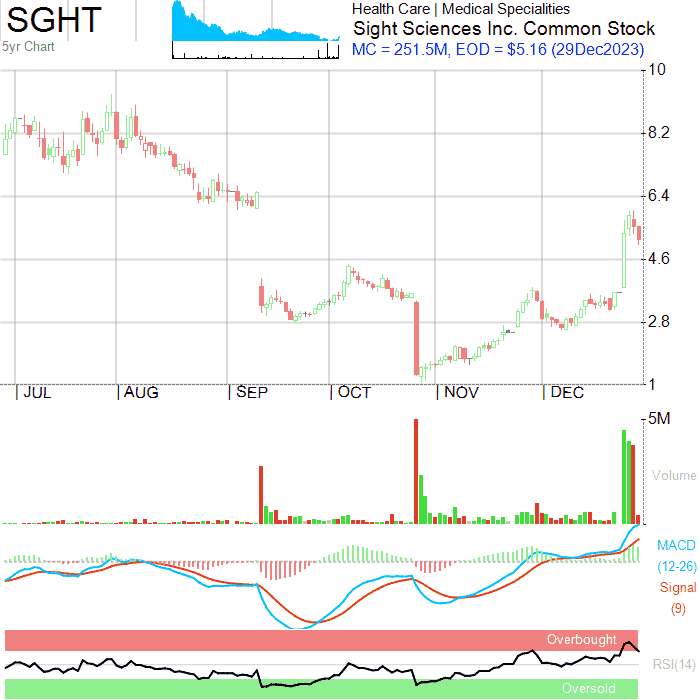 SGHT
5yr Chart
Health Care | Medical Specialities
Sight Sciences Inc. Common Stock
MC = 251.5M, EOD = $5.16 (29Dec2023)
10
8.2
6.4
4.6
2.8
1
|JUL |AUG |SEP |OCT |NOV |DEC
5M
Volume
MACD
(12-26)
Signal
(9)
Overbought
RSI(14)
Oversold